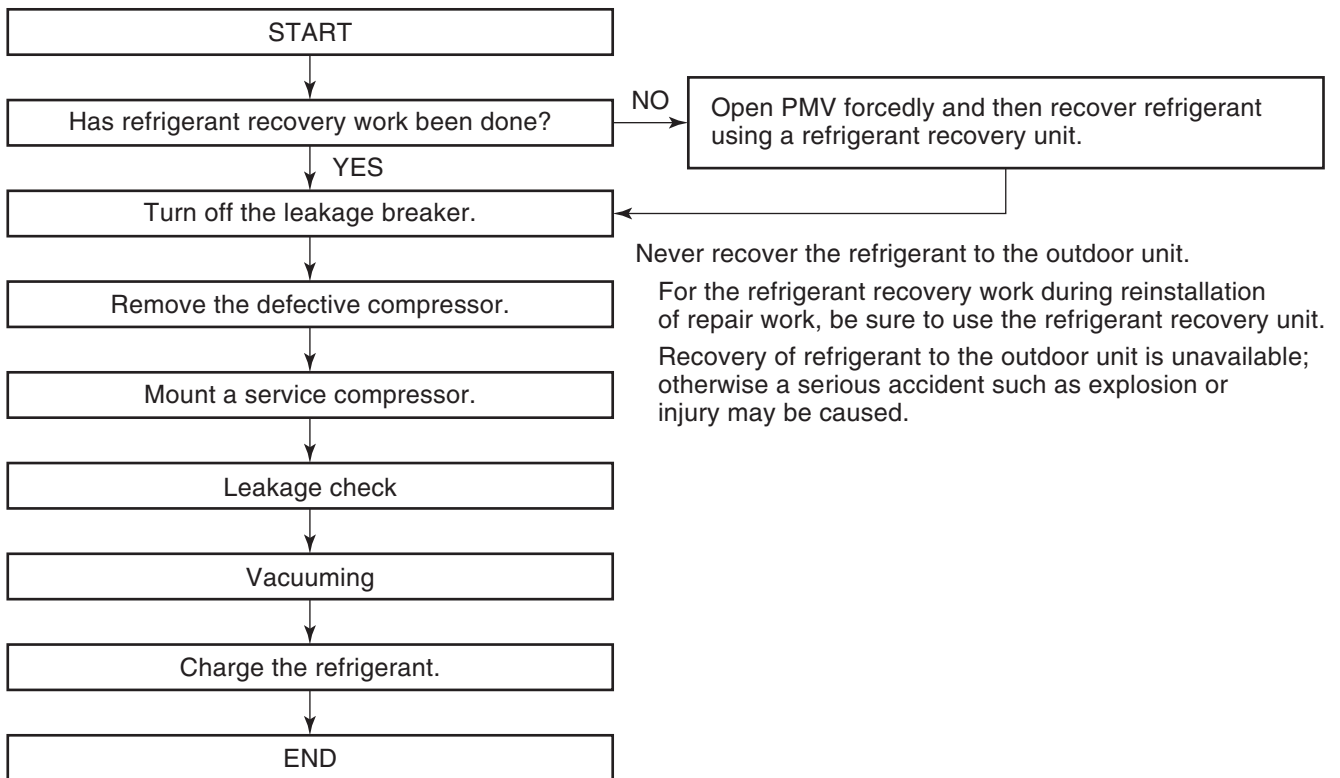 START
Has refrigerant recovery work been done?
NO
Open PMV forcedly and then recover refrigerant
using a refrigerant recovery unit.
YES
Turn off the leakage breaker.
Never recover the refrigerant to the outdoor unit.
For the refrigerant recovery work during reinstallation
of repair work, be sure to use the refrigerant recovery unit.
Recovery of refrigerant to the outdoor unit is unavailable;
otherwise a serious accident such as explosion or
injury may be caused.
Remove the defective compressor.
Mount a service compressor.
Leakage check
Vacuuming
Charge the refrigerant.
END